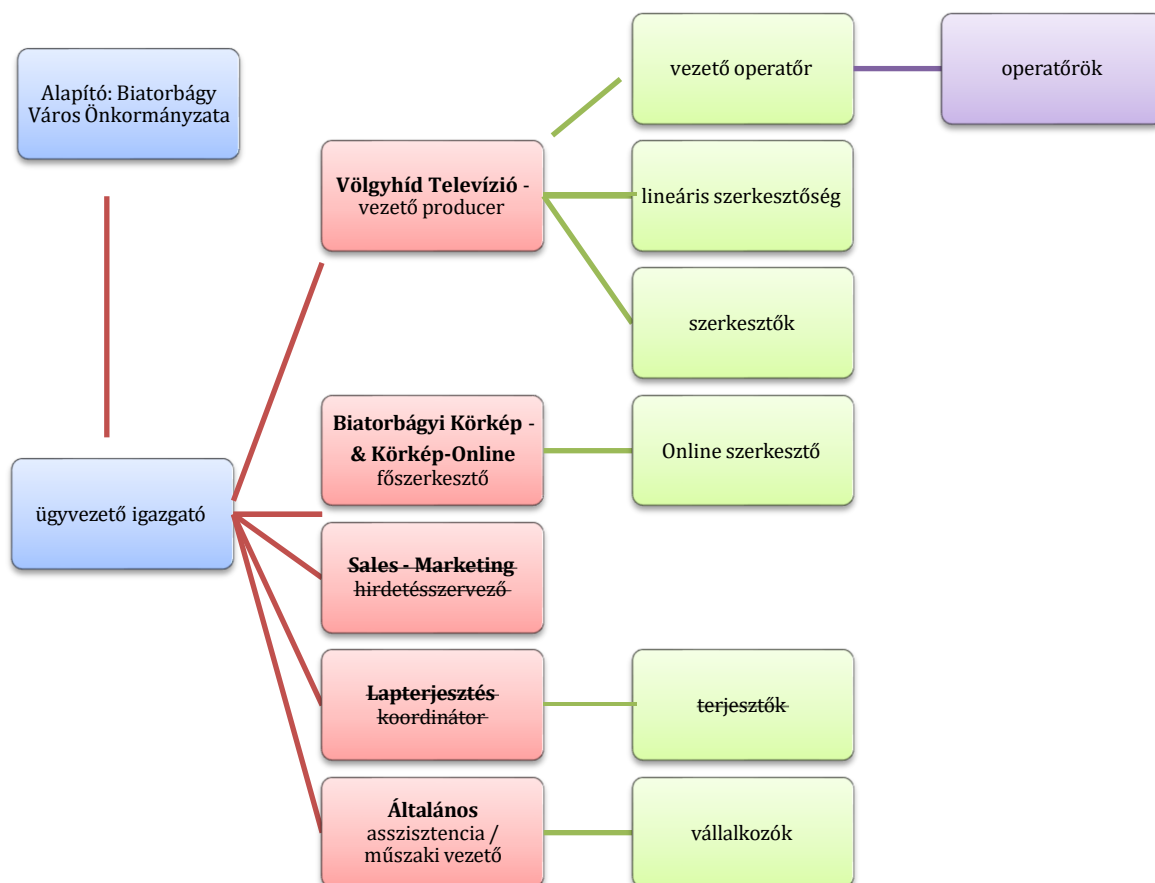 Alapító: Biatorbágy
Város Önkormányzata
ügyvezető igazgató
Völgyhíd Televízió -
vezető producer
vezető operatőr
operatőrök
lineáris szerkesztőség
szerkesztők
Biatorbágyi Körkép -
& Körkép-Online
főszerkesztő
Online szerkesztő
Sales - Marketing
hirdetésszervező
Lapterjesztés
koordinátor
terjesztők
Általános
asszisztencia /
műszaki vezető
vállalkozók